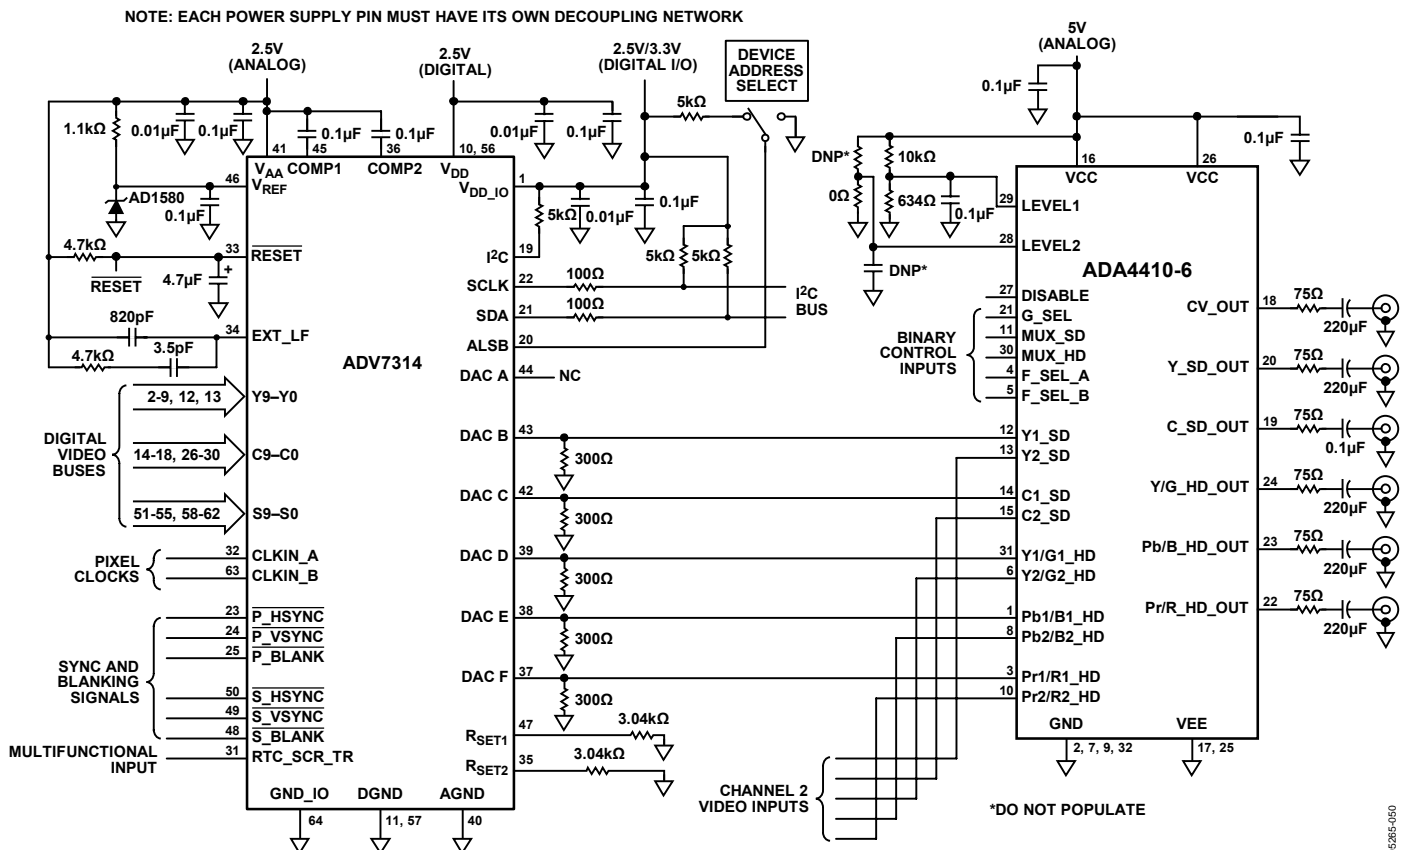 NOTE: EACH POWER SUPPLY PIN MUST HAVE ITS OWN DECOUPLING NETWORK
2.5V
(ANALOG)
2.5V
(DIGITAL)
2.5V/3.3V
(DIGITAL I/O)
DEVICE
ADDRESS
SELECT
5V
(ANALOG)
0.1µF
5kΩ
1.1kΩ
0.01µF
0.1µF
0.1µF
0.1µF
0.01µF
0.1µF
0.1µF
41
45
36
10, 56
VAA
COMP1
COMP2
VDD
46
VREF
VDD_IO
1
AD1580
0.1µF
5kΩ
0.01µF
0.1µF
DNP*
10kΩ
0Ω
634Ω
0.1µF
16
26
VCC
VCC
29
LEVEL1
28
LEVEL2
DNP*
4.7kΩ
33
RESET
RESET
4.7µF
+
I2C
19
5kΩ
5kΩ
SCLK
22
100Ω
SDA
21
100Ω
I2C
BUS
ALSB
20
DAC A
44
NC
820pF
34
EXT_LF
3.5pF
4.7kΩ
ADV7314
ADA4410-6
27
DISABLE
21
G_SEL
11
MUX_SD
30
MUX_HD
4
F_SEL_A
5
F_SEL_B
BINARY
CONTROL
INPUTS
CV_OUT
18
75Ω
220µF
Y_SD_OUT
20
75Ω
220µF
C_SD_OUT
19
75Ω
0.1µF
Y/G_HD_OUT
24
75Ω
220µF
Pb/B_HD_OUT
23
75Ω
220µF
Pr/R_HD_OUT
22
75Ω
220µF
DIGITAL
VIDEO
BUSES
2-9, 12, 13
Y9–Y0
14-18, 26-30
C9–C0
51-55, 58-62
S9–S0
DAC B
43
300Ω
12
Y1_SD
13
Y2_SD
DAC C
42
300Ω
14
C1_SD
15
C2_SD
DAC D
39
300Ω
31
Y1/G1_HD
6
Y2/G2_HD
DAC E
38
300Ω
1
Pb1/B1_HD
8
Pb2/B2_HD
DAC F
37
300Ω
3
Pr1/R1_HD
10
Pr2/R2_HD
PIXEL
CLOCKS
32
CLKIN_A
63
CLKIN_B
SYNC AND
BLANKING
SIGNALS
23
P_HSYNC
24
P_VSYNC
25
P_BLANK
50
S_HSYNC
49
S_VSYNC
48
S_BLANK
MULTIFUNCTIONAL
INPUT
31
RTC_SCR_TR
RSET1
47
3.04kΩ
RSET2
35
3.04kΩ
GND_IO
DGND
AGND
64
11, 57
40
GND
VEE
2, 7, 9, 32
17, 25
CHANNEL 2
VIDEO INPUTS
*DO NOT POPULATE
05265-050